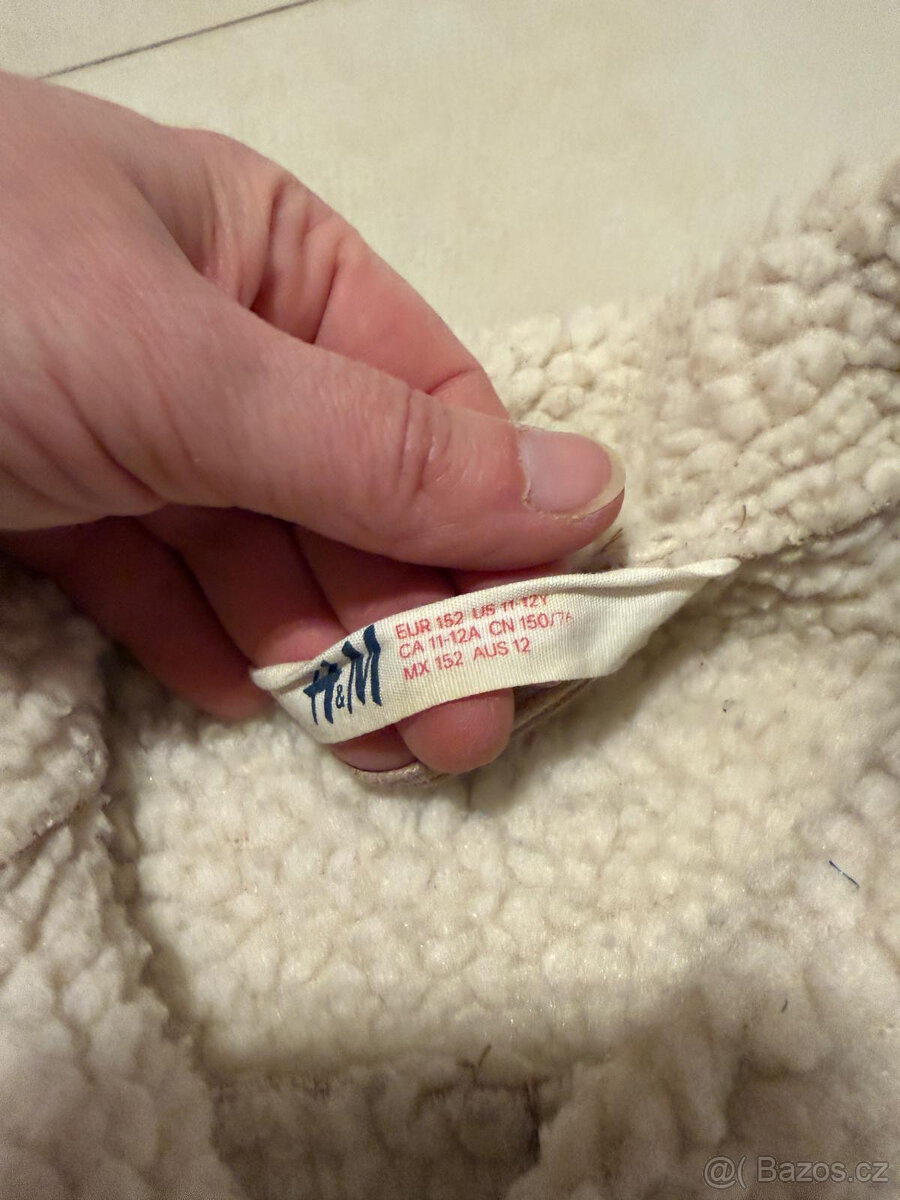 H&M
EUR 152 US 11-12Y
CA 11-12A CN 150/76
MX 152 AUS 12
@( Bazos.cz